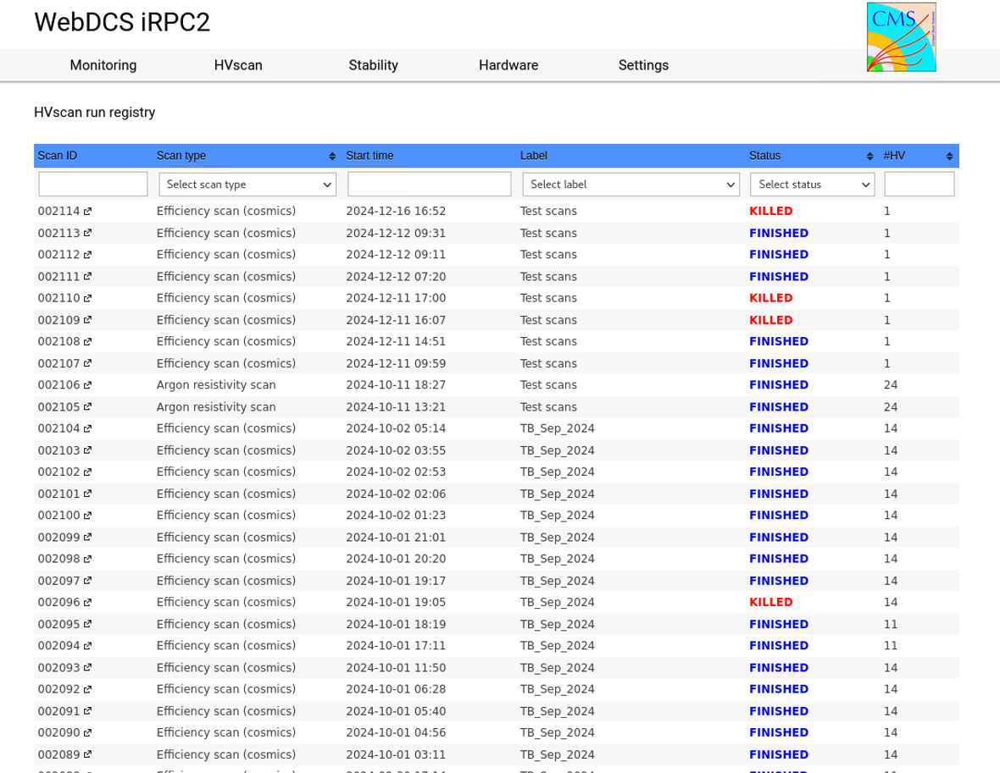 WebDCS iRPC2
CMS
Monitoring HVscan Stability Hardware Settings
HVscan run registry
Scan ID Scan type Start time Label Status #HV
Select scan type Select label Select status
002114 Efficiency scan (cosmics) 2024-12-16 16:52 Test scans KILLED 1
002113 Efficiency scan (cosmics) 2024-12-12 09:31 Test scans FINISHED 1
002112 Efficiency scan (cosmics) 2024-12-12 09:11 Test scans FINISHED 1
002111 Efficiency scan (cosmics) 2024-12-12 07:20 Test scans FINISHED 1
002110 Efficiency scan (cosmics) 2024-12-11 17:00 Test scans KILLED 1
002109 Efficiency scan (cosmics) 2024-12-11 16:07 Test scans KILLED 1
002108 Efficiency scan (cosmics) 2024-12-11 14:51 Test scans FINISHED 1
002107 Efficiency scan (cosmics) 2024-12-11 09:59 Test scans FINISHED 1
002106 Argon resistivity scan 2024-10-11 18:27 Test scans FINISHED 24
002105 Argon resistivity scan 2024-10-11 13:21 Test scans FINISHED 24
002104 Efficiency scan (cosmics) 2024-10-02 05:14 TB_Sep_2024 FINISHED 14
002103 Efficiency scan (cosmics) 2024-10-02 03:55 TB_Sep_2024 FINISHED 14
002102 Efficiency scan (cosmics) 2024-10-02 02:53 TB_Sep_2024 FINISHED 14
002101 Efficiency scan (cosmics) 2024-10-02 02:06 TB_Sep_2024 FINISHED 14
002100 Efficiency scan (cosmics) 2024-10-02 01:23 TB_Sep_2024 FINISHED 14
002099 Efficiency scan (cosmics) 2024-10-01 21:01 TB_Sep_2024 FINISHED 14
002098 Efficiency scan (cosmics) 2024-10-01 20:20 TB_Sep_2024 FINISHED 14
002097 Efficiency scan (cosmics) 2024-10-01 19:17 TB_Sep_2024 FINISHED 14
002096 Efficiency scan (cosmics) 2024-10-01 19:05 TB_Sep_2024 KILLED 14
002095 Efficiency scan (cosmics) 2024-10-01 18:19 TB_Sep_2024 FINISHED 11
002094 Efficiency scan (cosmics) 2024-10-01 17:11 TB_Sep_2024 FINISHED 11
002093 Efficiency scan (cosmics) 2024-10-01 11:50 TB_Sep_2024 FINISHED 14
002092 Efficiency scan (cosmics) 2024-10-01 06:28 TB_Sep_2024 FINISHED 14
002091 Efficiency scan (cosmics) 2024-10-01 05:40 TB_Sep_2024 FINISHED 14
002090 Efficiency scan (cosmics) 2024-10-01 04:56 TB_Sep_2024 FINISHED 14
002089 Efficiency scan (cosmics) 2024-10-01 03:11 TB_Sep_2024 FINISHED 14